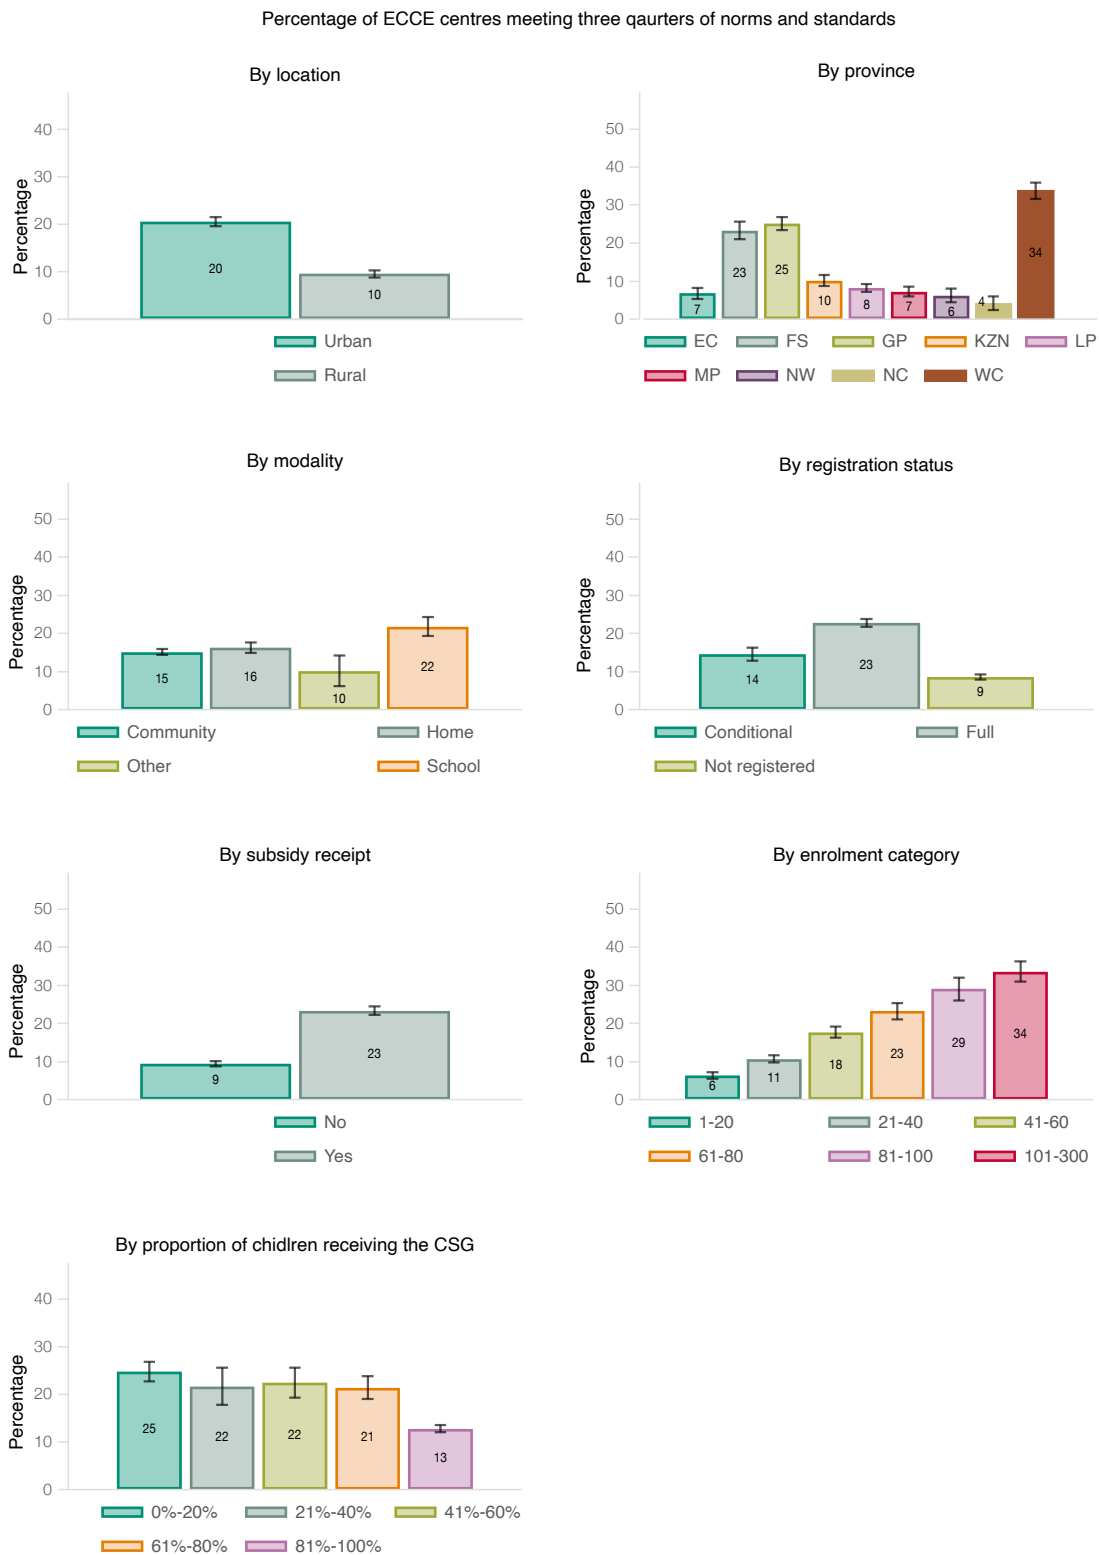 Percentage of ECCE centres meeting three qaurters of norms and standards
By location
Percentage
40
30
20
10
0
20
10
Urban
Rural
By province
Percentage
50
40
30
20
10
0
7
23
25
10
8
7
6
4
34
EC FS GP KZN LP
MP NW NC WC
By modality
Percentage
50
40
30
20
10
0
15
16
10
22
Community Home
Other School
By registration status
Percentage
50
40
30
20
10
0
14
23
9
Conditional Full
Not registered
By subsidy receipt
Percentage
50
40
30
20
10
0
9
23
No
Yes
By enrolment category
Percentage
50
40
30
20
10
0
6
11
18
23
29
34
1-20 21-40 41-60
61-80 81-100 101-300
By proportion of chidlren receiving the CSG
Percentage
40
30
20
10
0
25
22
22
21
13
0%-20% 21%-40% 41%-60%
61%-80% 81%-100%